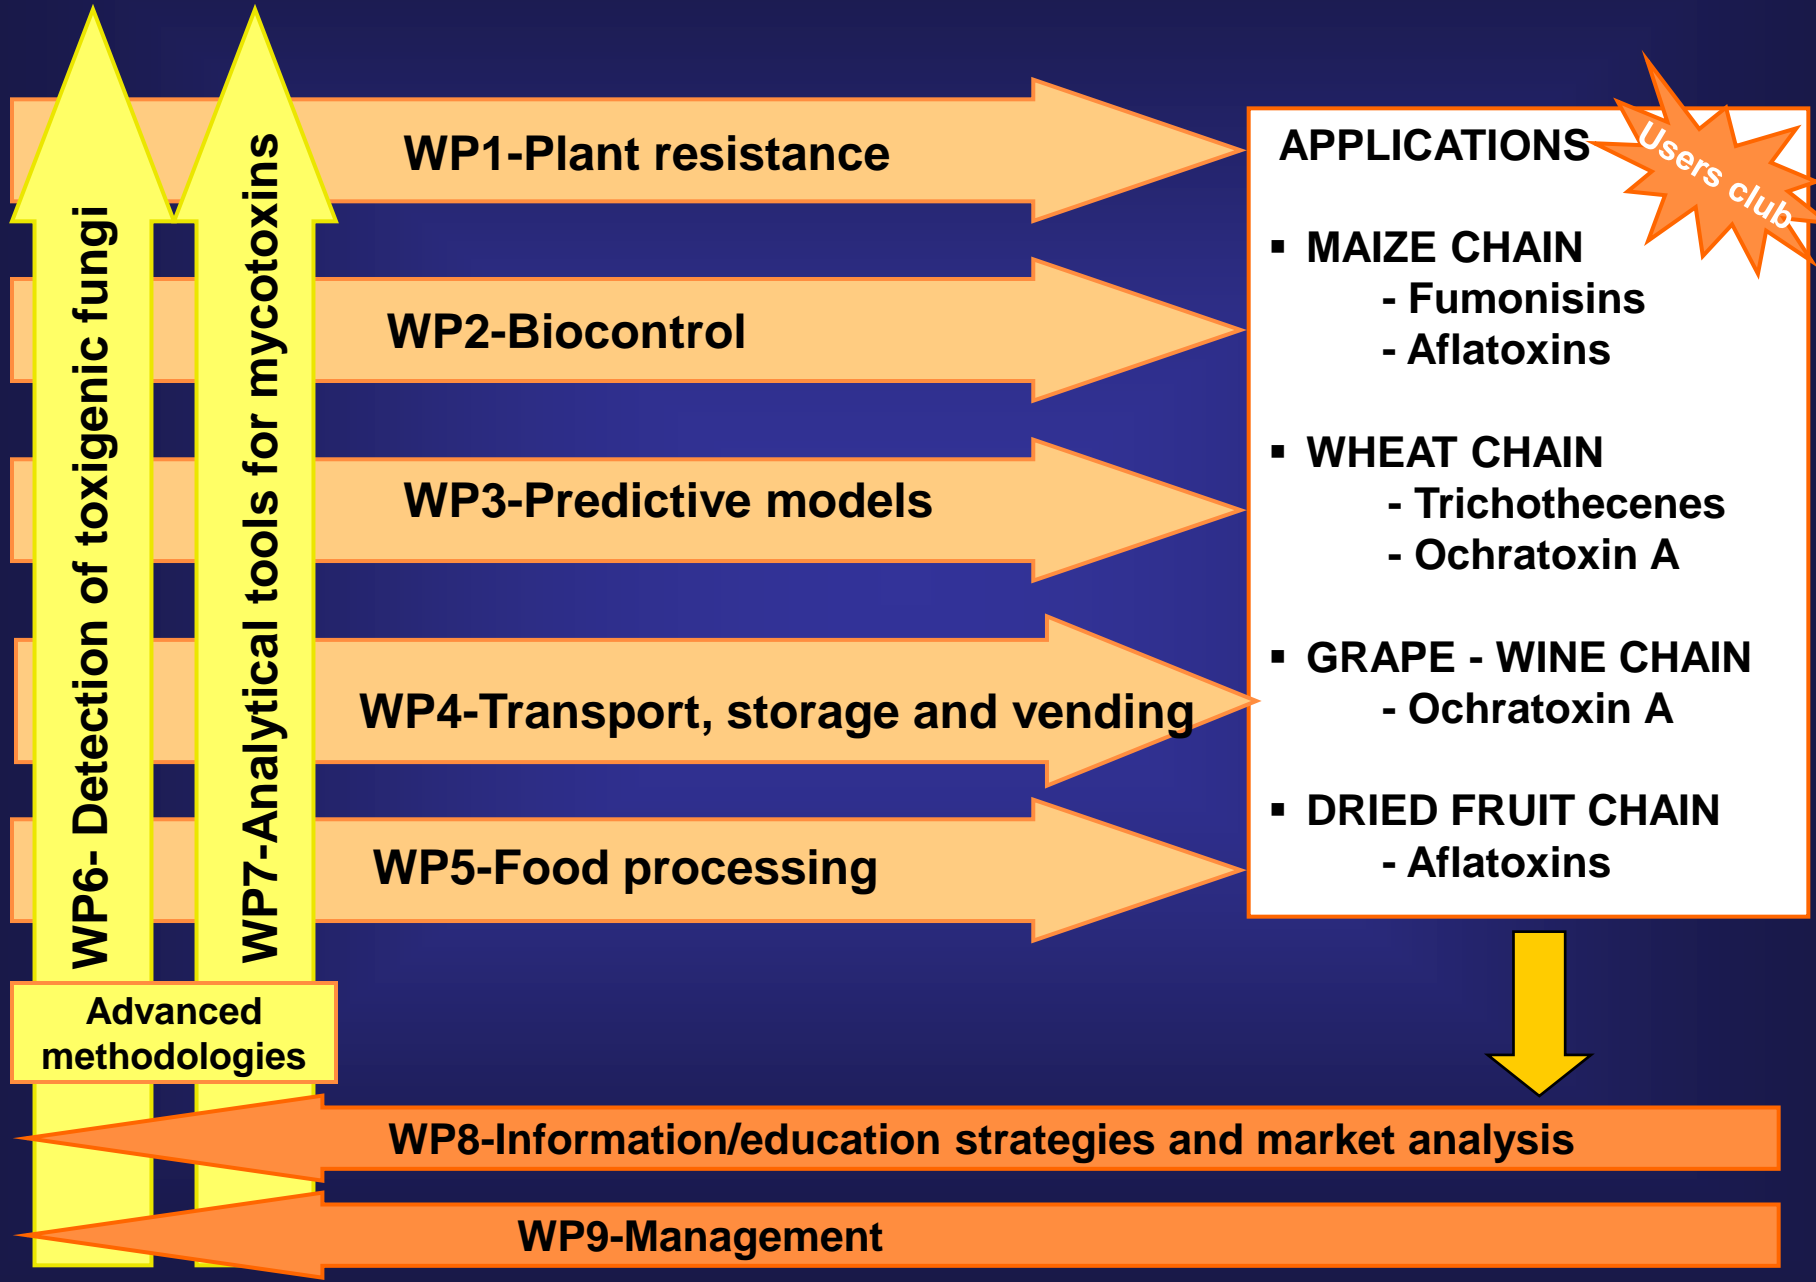 WP6- Detection of toxigenic fungi
WP7-Analytical tools for mycotoxins
WP1-Plant resistance
WP2-Biocontrol
WP3-Predictive models
WP4-Transport, storage and vending
WP5-Food processing
APPLICATIONS
Users club
▪ MAIZE CHAIN
- Fumonisins
- Aflatoxins
▪ WHEAT CHAIN
- Trichothecenes
- Ochratoxin A
▪ GRAPE - WINE CHAIN
- Ochratoxin A
▪ DRIED FRUIT CHAIN
- Aflatoxins
Advanced
methodologies
WP8-Information/education strategies and market analysis
WP9-Management